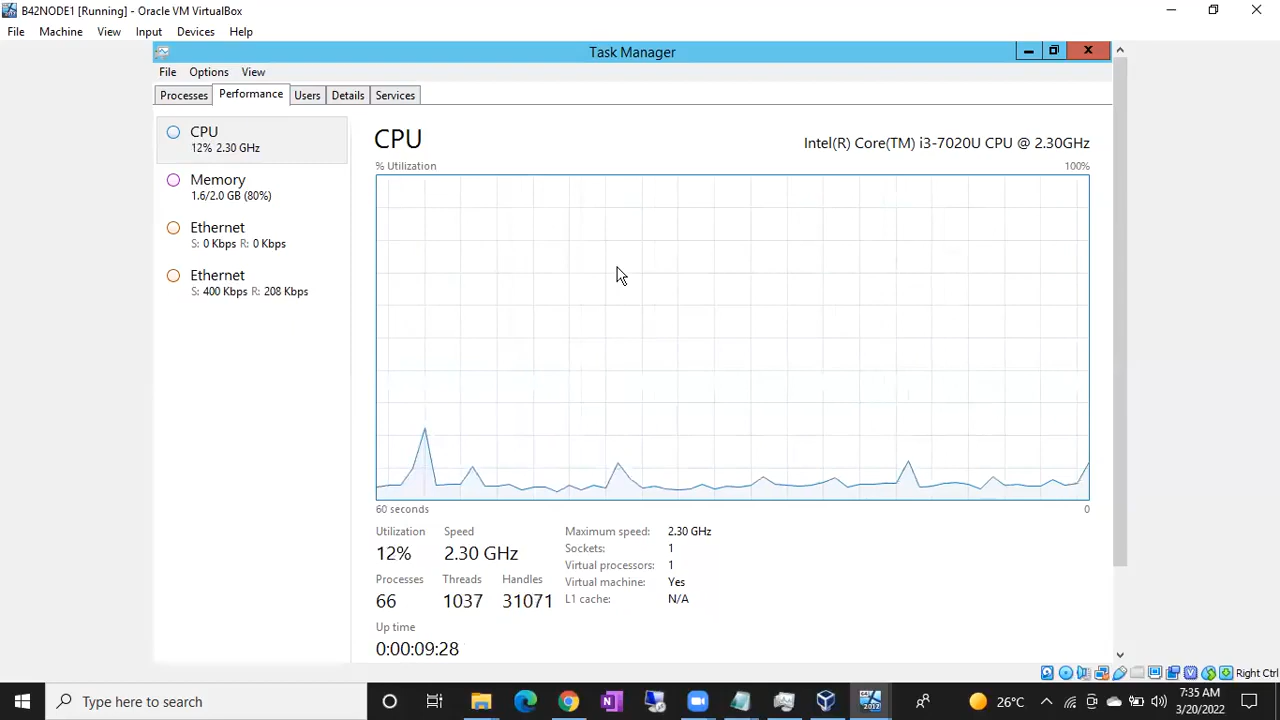 B42NODE1 [Running] - Oracle VM VirtualBox
File Machine View Input Devices Help
Task Manager
File Options View
Processes Performance Users Details Services
CPU
12% 2.30 GHz
Memory
1.6/2.0 GB (80%)
Ethernet
S: 0 Kbps R: 0 Kbps
Ethernet
S: 400 Kbps R: 208 Kbps
CPU
Intel(R) Core(TM) i3-7020U CPU @ 2.30GHz
% Utilization 100%
60 seconds 0
Utilization Speed
12% 2.30 GHz
Processes Threads Handles
66 1037 31071
Up time
0:00:09:28
Maximum speed: 2.30 GHz
Sockets: 1
Virtual processors: 1
Virtual machine: Yes
L1 cache: N/A
Right Ctrl
Type here to search
26°C
7:35 AM
3/20/2022